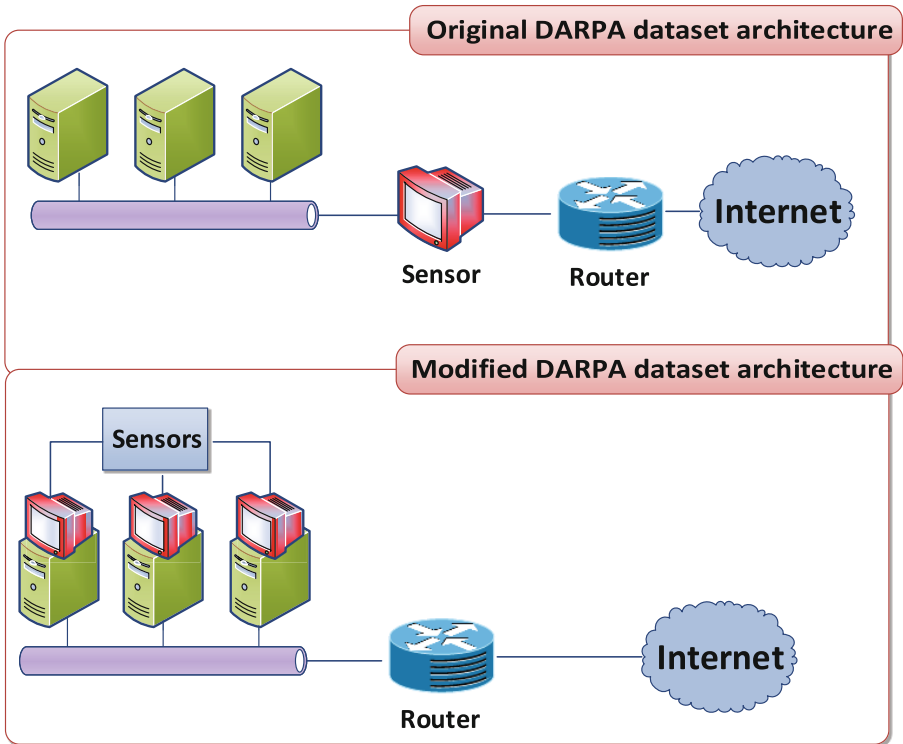 Original DARPA dataset architecture
Internet
Sensor
Router
Modified DARPA dataset architecture
Sensors
Internet
Router